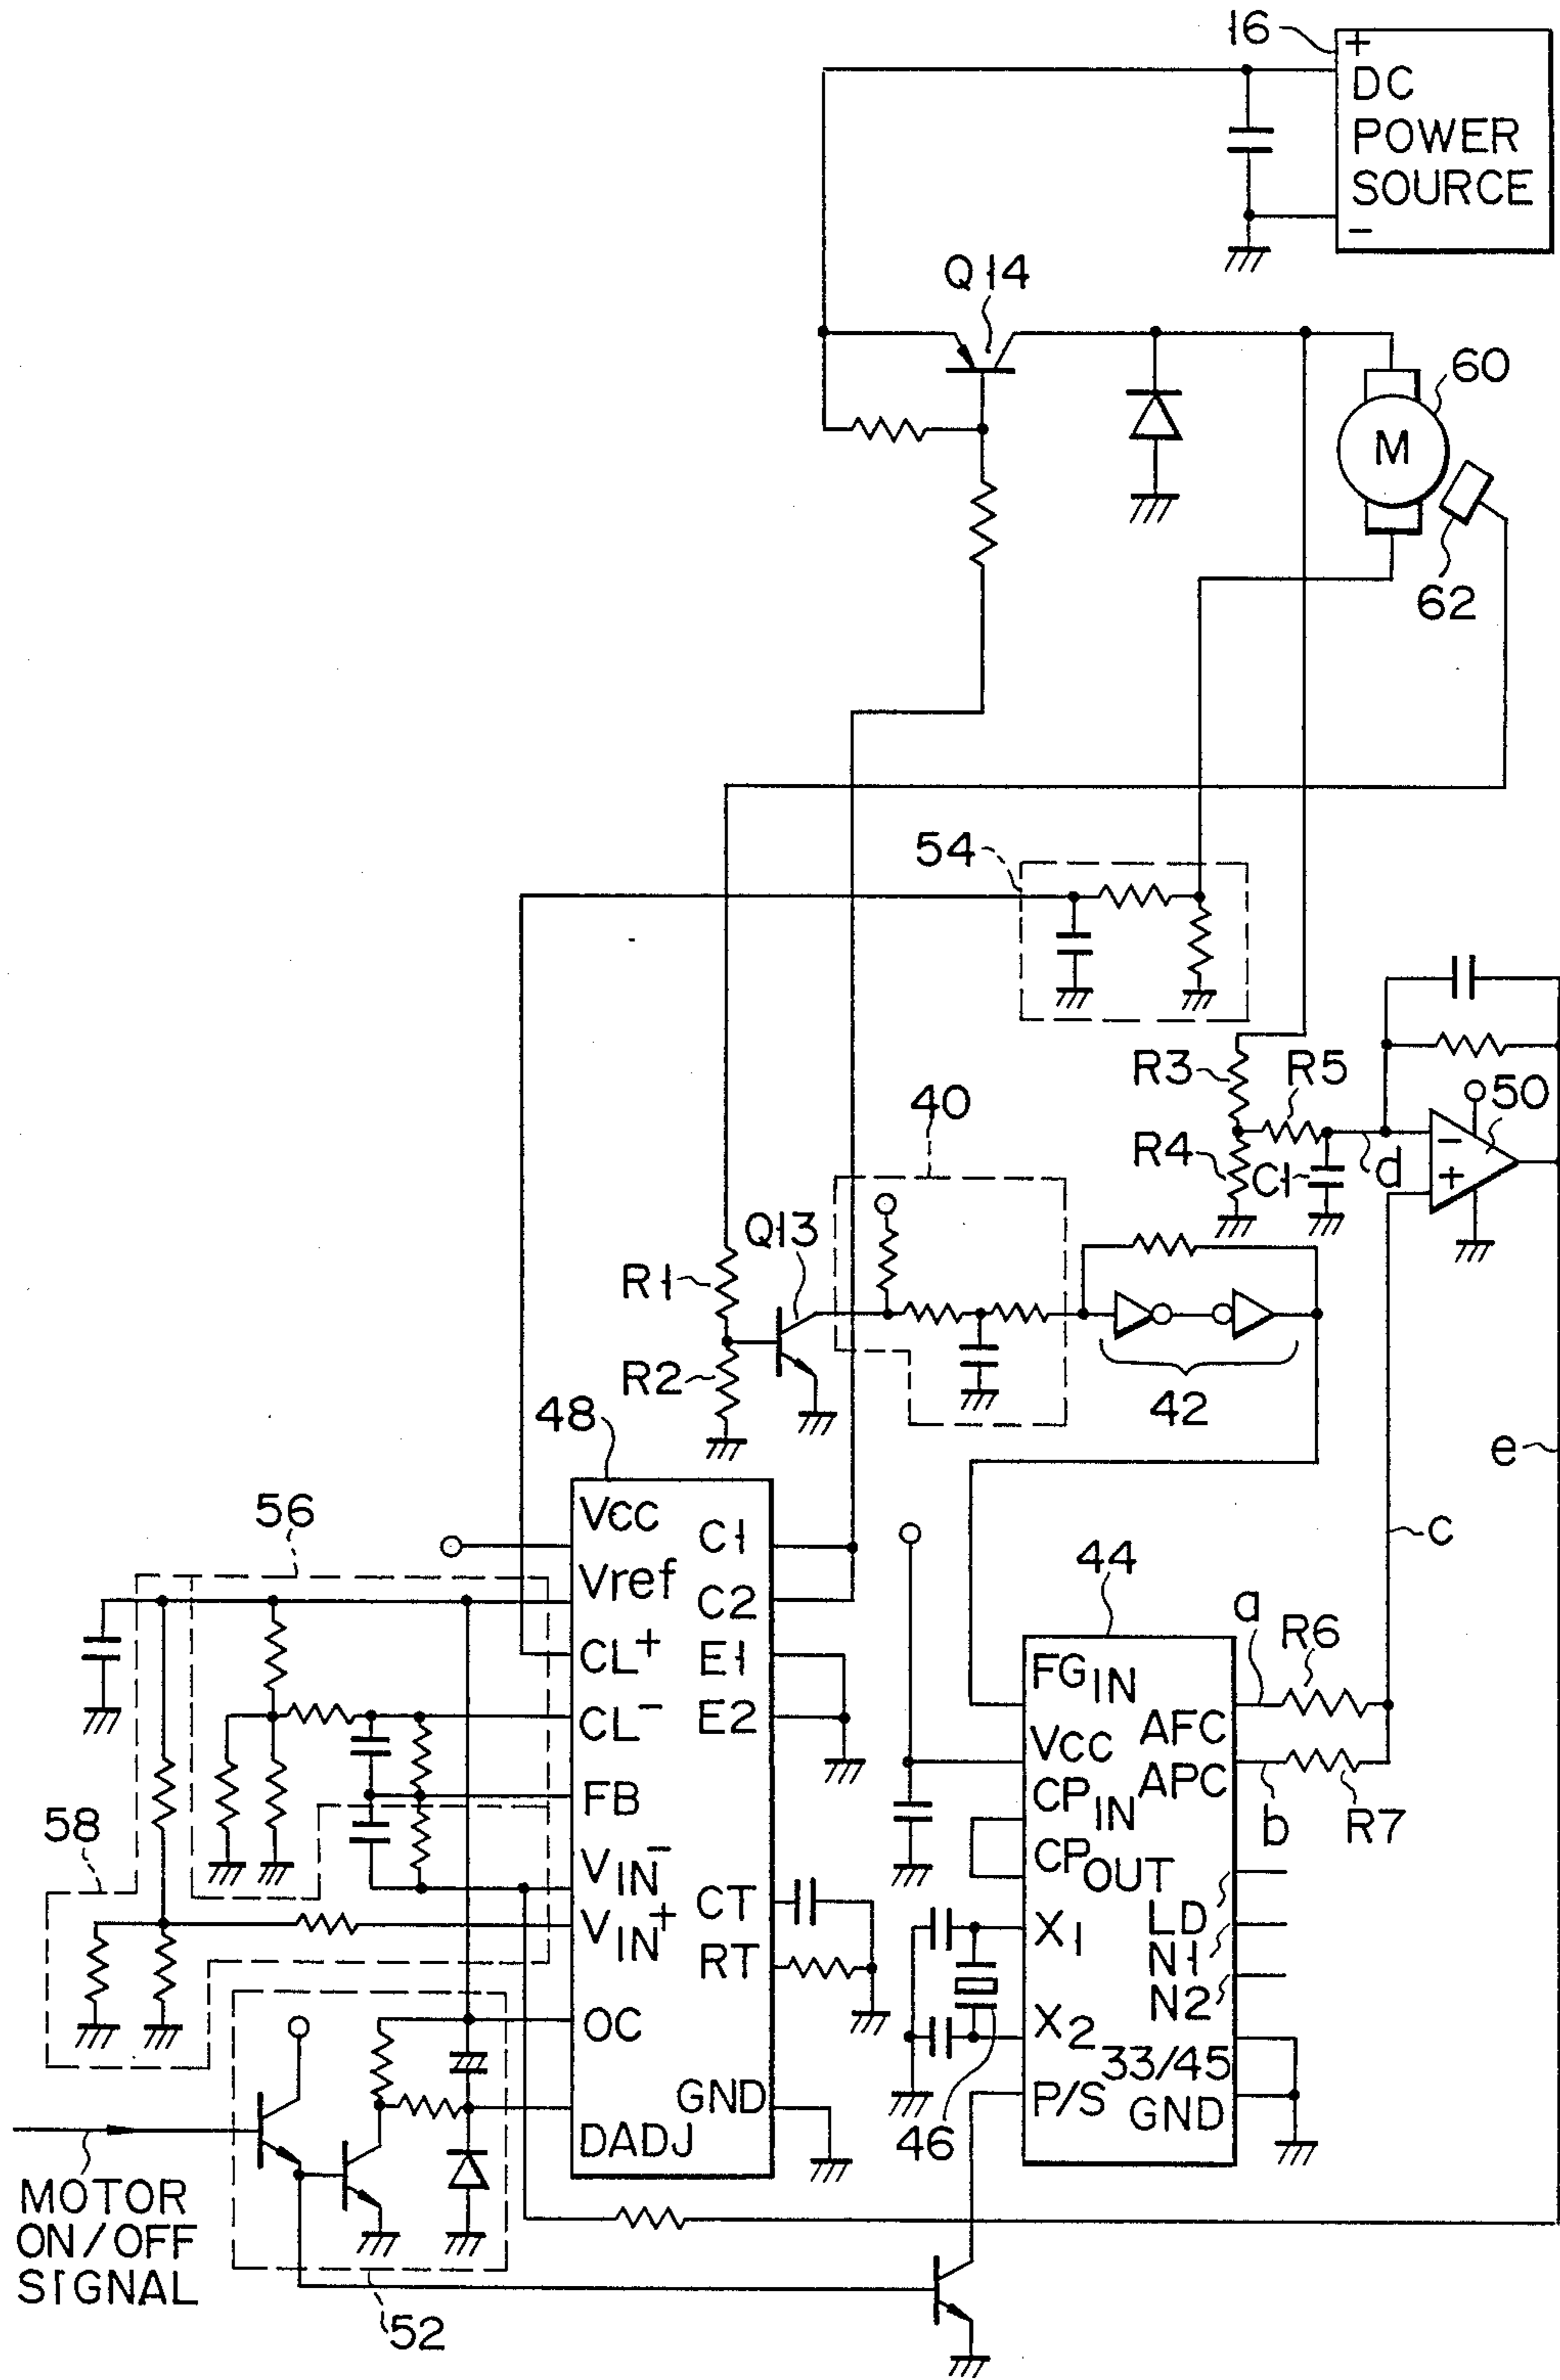 16
+
DC
POWER
SOURCE
-
Q14
60
M
62
54
R3
R5
50
40
R4
C1
d
-
+
Q13
R1
R2
42
48
e
56
Vcc
C1
c
Vref
C2
44
a
R6
CL+
E1
FGIN
CL-
E2
AFC
Vcc
APC
FB
CPIN
b
R7
58
CPOUT
VIN-
CT
LD
VIN+
X1
N1
RT
N2
OC
X2
33/45
GND
P/S
GND
46
DADJ
MOTOR
ON/OFF
SIGNAL
52